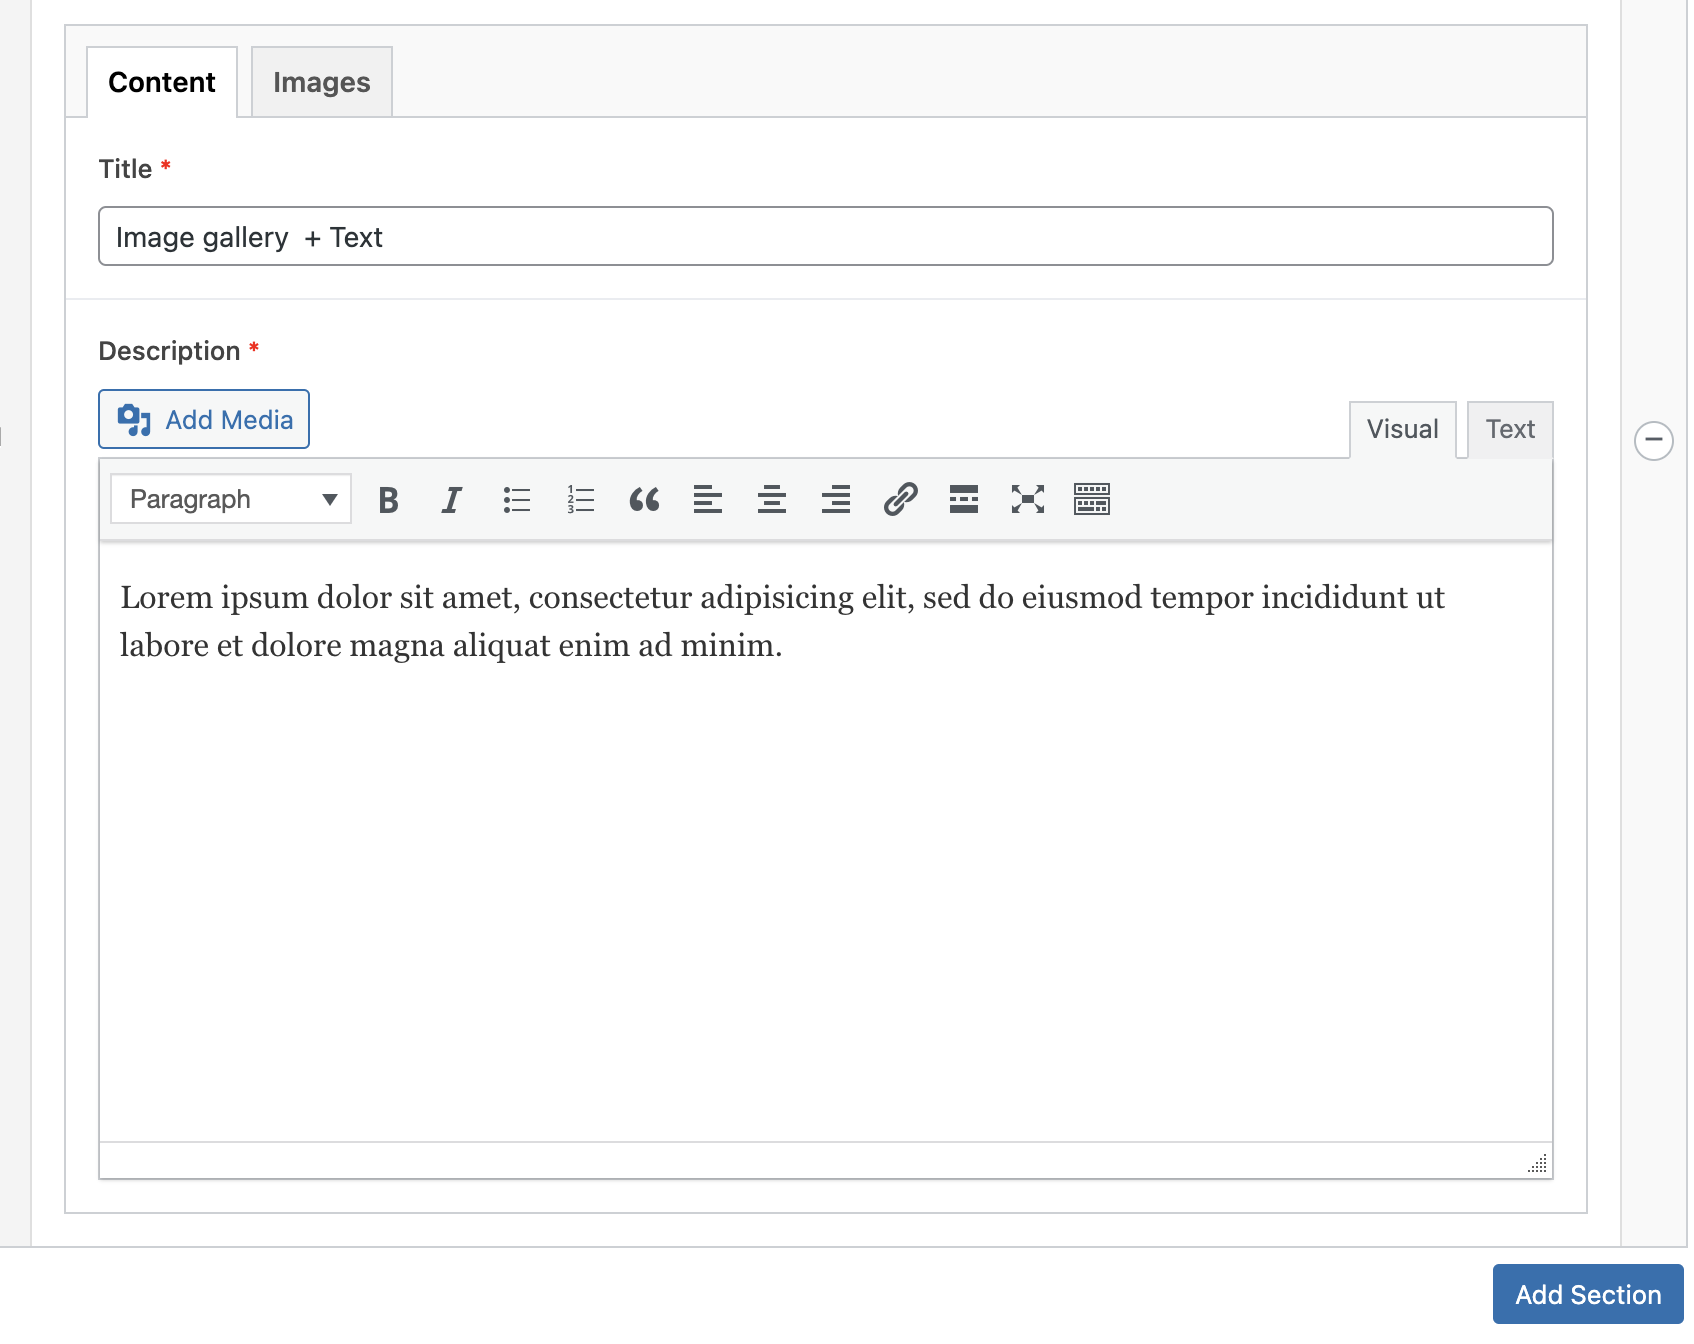 Content
Images
Title *
Image gallery  + Text
Description *
Add Media
Visual
Text
Paragraph
Lorem ipsum dolor sit amet, consectetur adipisicing elit, sed do eiusmod tempor incididunt ut
labore et dolore magna aliquat enim ad minim.
Add Section